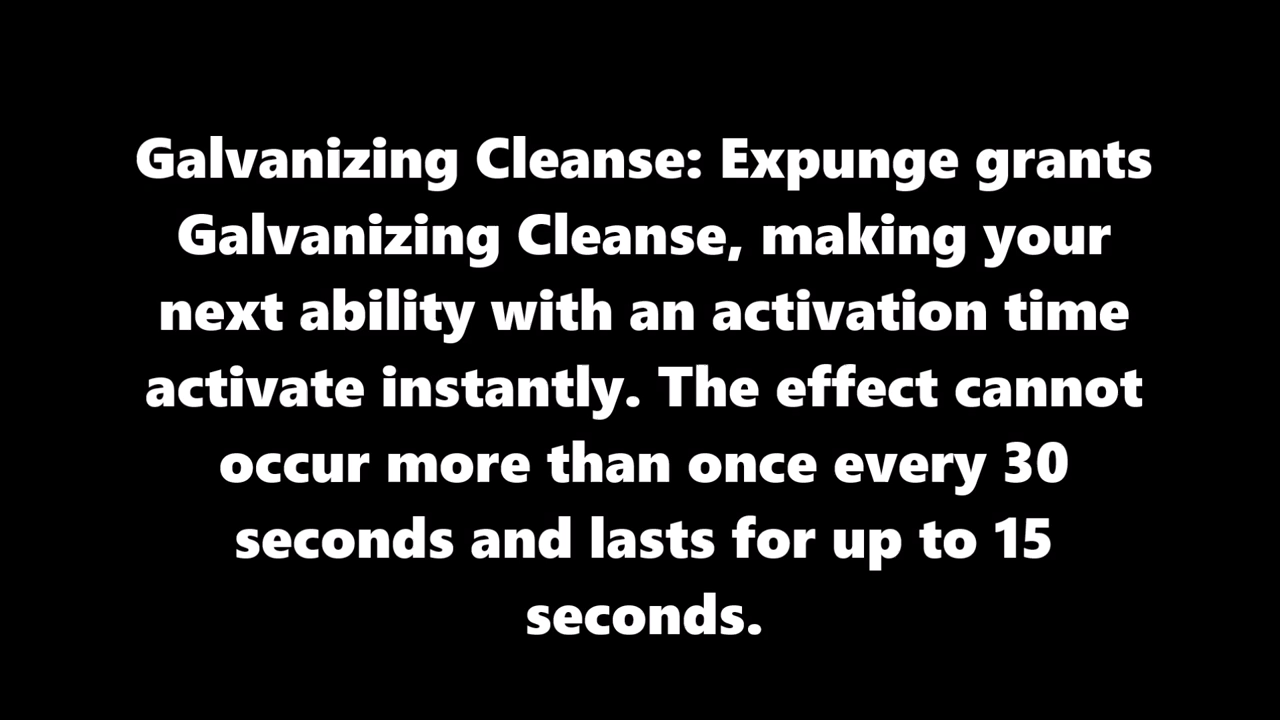 Galvanizing Cleanse: Expunge grants
Galvanizing Cleanse, making your
next ability with an activation time
activate instantly. The effect cannot
occur more than once every 30
seconds and lasts for up to 15
seconds.